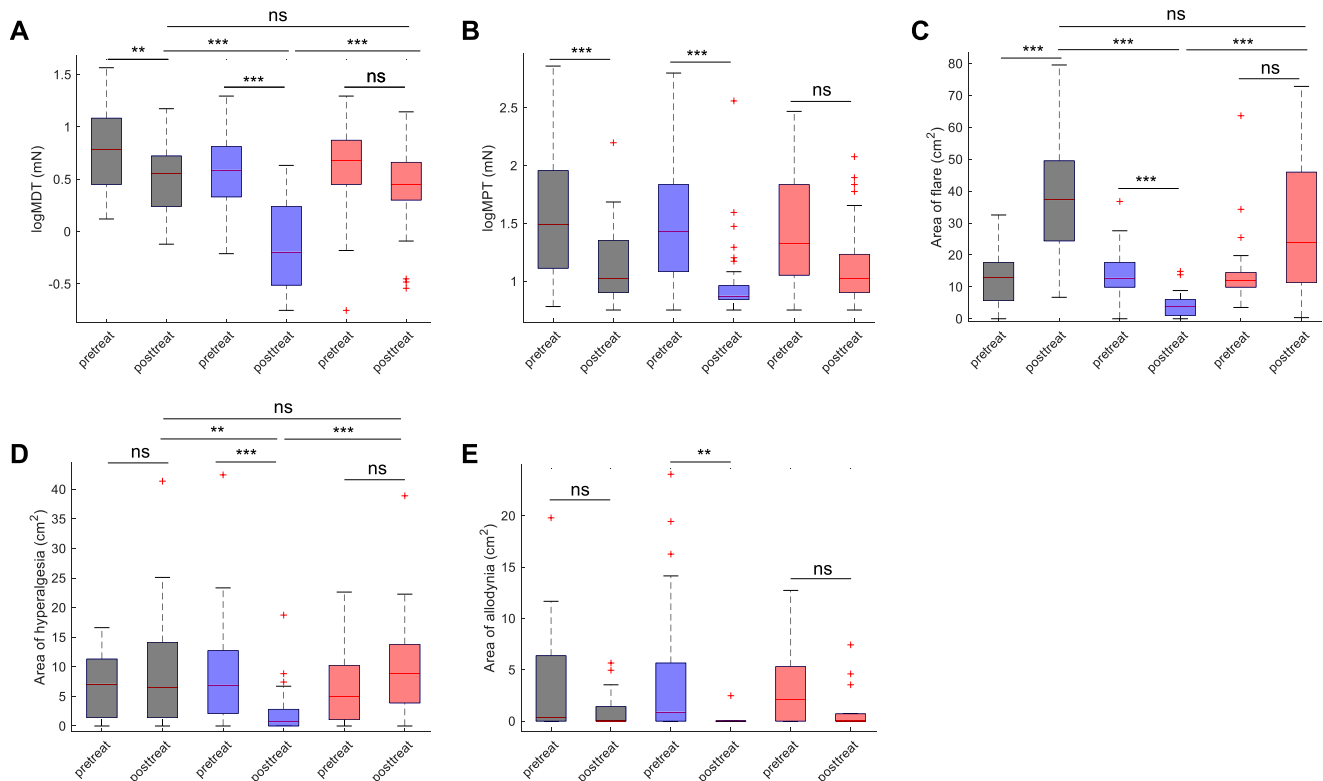 ns
A
**
***
***
***
ns
logMDT (mN)
1.5
1
0.5
0
-0.5
pretreat
posttreat
pretreat
posttreat
pretreat
posttreat
B
***
***
ns
logMPT (mN)
2.5
2
1.5
1
pretreat
posttreat
pretreat
posttreat
pretreat
posttreat
ns
C
***
***
***
ns
***
Area of flare (cm²)
80
70
60
50
40
30
20
10
0
pretreat
posttreat
pretreat
posttreat
pretreat
posttreat
ns
D
**
***
ns
***
ns
Area of hyperalgesia (cm²)
40
35
30
25
20
15
10
5
0
pretreat
posttreat
pretreat
posttreat
pretreat
posttreat
E
**
ns
ns
Area of allodynia (cm²)
20
15
10
5
0
pretreat
posttreat
pretreat
posttreat
pretreat
posttreat